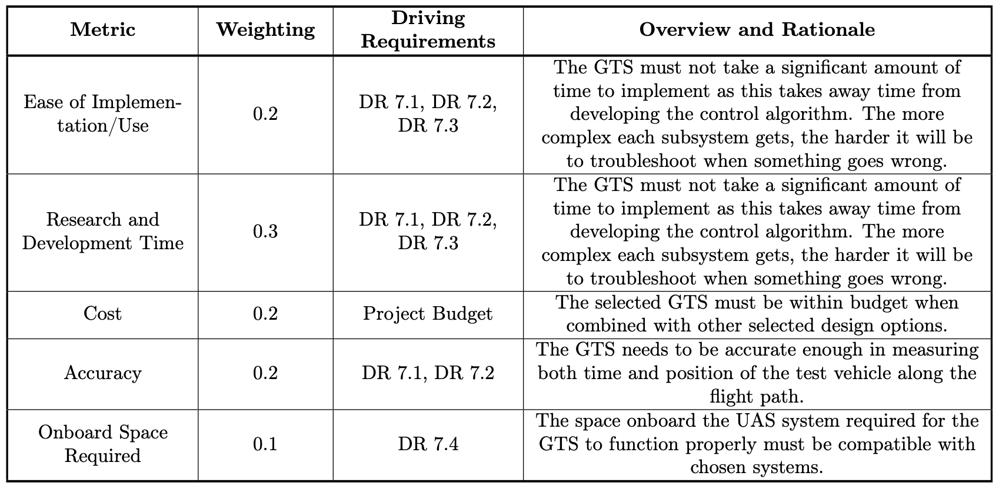 Metric
Weighting
Driving
Requirements
Overview and Rationale
Ease of Implemen-
tation/Use
0.2
DR 7.1, DR 7.2,
DR 7.3
The GTS must not take a significant amount of
time to implement as this takes away time from
developing the control algorithm. The more
complex each subsystem gets, the harder it will be
to troubleshoot when something goes wrong.
Research and
Development Time
0.3
DR 7.1, DR 7.2,
DR 7.3
The GTS must not take a significant amount of
time to implement as this takes away time from
developing the control algorithm. The more
complex each subsystem gets, the harder it will be
to troubleshoot when something goes wrong.
Cost
0.2
Project Budget
The selected GTS must be within budget when
combined with other selected design options.
Accuracy
0.2
DR 7.1, DR 7.2
The GTS needs to be accurate enough in measuring
both time and position of the test vehicle along the
flight path.
Onboard Space
Required
0.1
DR 7.4
The space onboard the UAS system required for the
GTS to function properly must be compatible with
chosen systems.